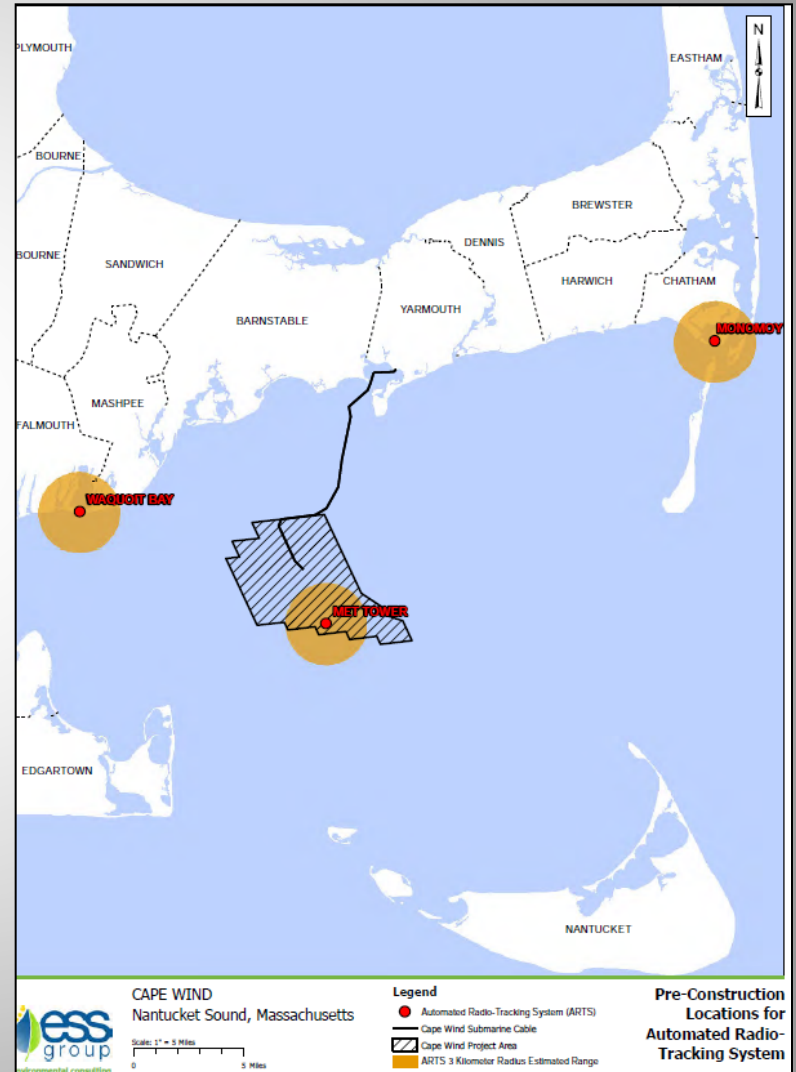 PLYMOUTH
N
EASTHAM
BOURNE
BREWSTER
DENNIS
BOURNE
SANDWICH
HARWICH
CHATHAM
YARMOUTH
BARNSTABLE
MONOMOY
MASHPEE
FALMOUTH
WAQUOIT BAY
MET TOWER
EDGARTOWN
NANTUCKET
ess
group
environmental consulting
CAPE WIND
Nantucket Sound, Massachusetts
Scale: 1" = 5 Miles
0 5 Miles
Legend
Automated Radio-Tracking System (ARTS)
Cape Wind Submarine Cable
Cape Wind Project Area
ARTS 3 Kilometer Radius Estimated Range
Pre-Construction
Locations for
Automated Radio-
Tracking System